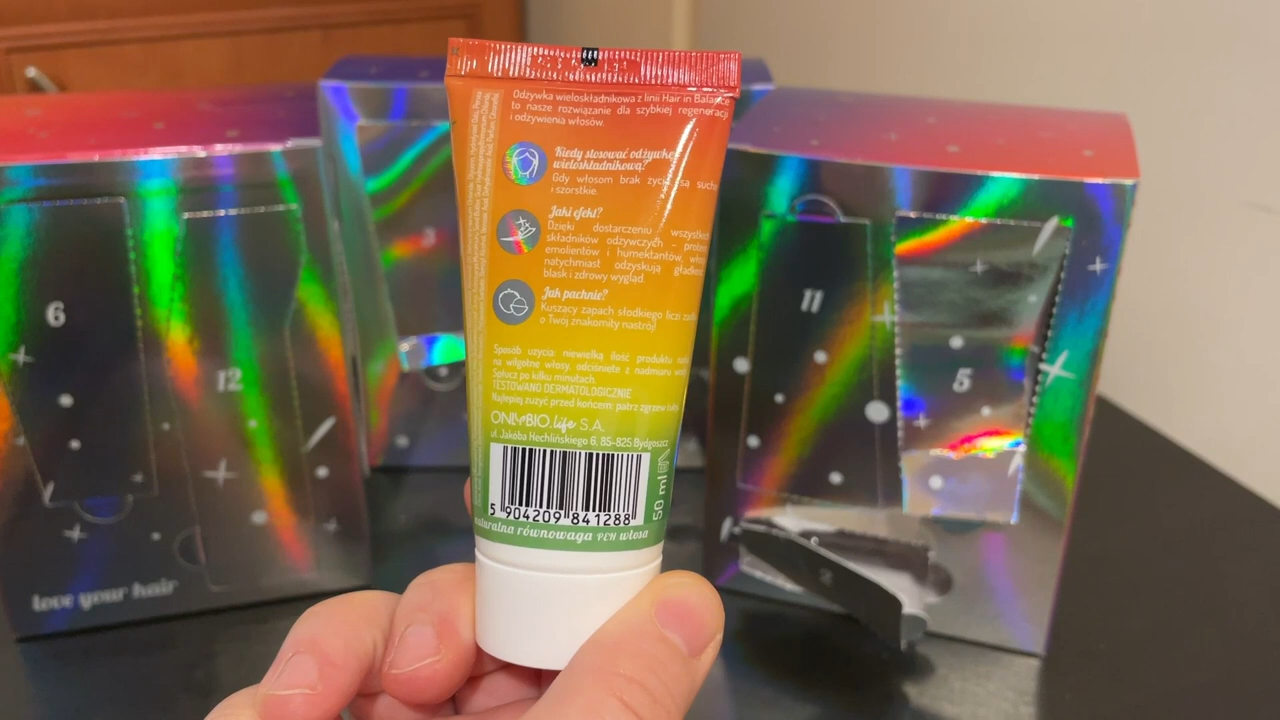 Odżywka wieloskładnikowa z linii Hair in Balance
to nasze rozwiązanie dla szybkiej regeneracji
i odżywienia włosów.
Kiedy stosować odżywkę
wieloskładnikową?
Gdy włosom brak życia, są suche
i szorstkie.
Jaki efekt?
Dzięki dostarczeniu wszystkich
składników odżywczych - protein
emolientów i humektantów, włosy
natychmiast odzyskują gładkość
blask i zdrowy wygląd.
Jak pachnie?
Kuszący zapach słodkiego liczi
o Twój znakomity nastrój!
Sposób użycia: niewielką ilość produktu
na wilgotne włosy, odciśnięte z nadmiaru
Spłucz po kilku minutach.
TESTOWANO DERMATOLOGICZNIE
Najlepiej zużyć przed końcem: patrz zgrzew tuby
ONLYBIO.life S.A.
ul. Jakóba Hechlińskiego 6, 85-825 Bydgoszcz
50 ml
5 904209 841288
naturalna równowaga PEH włosa
6
12
love your hair
3
11
5
2